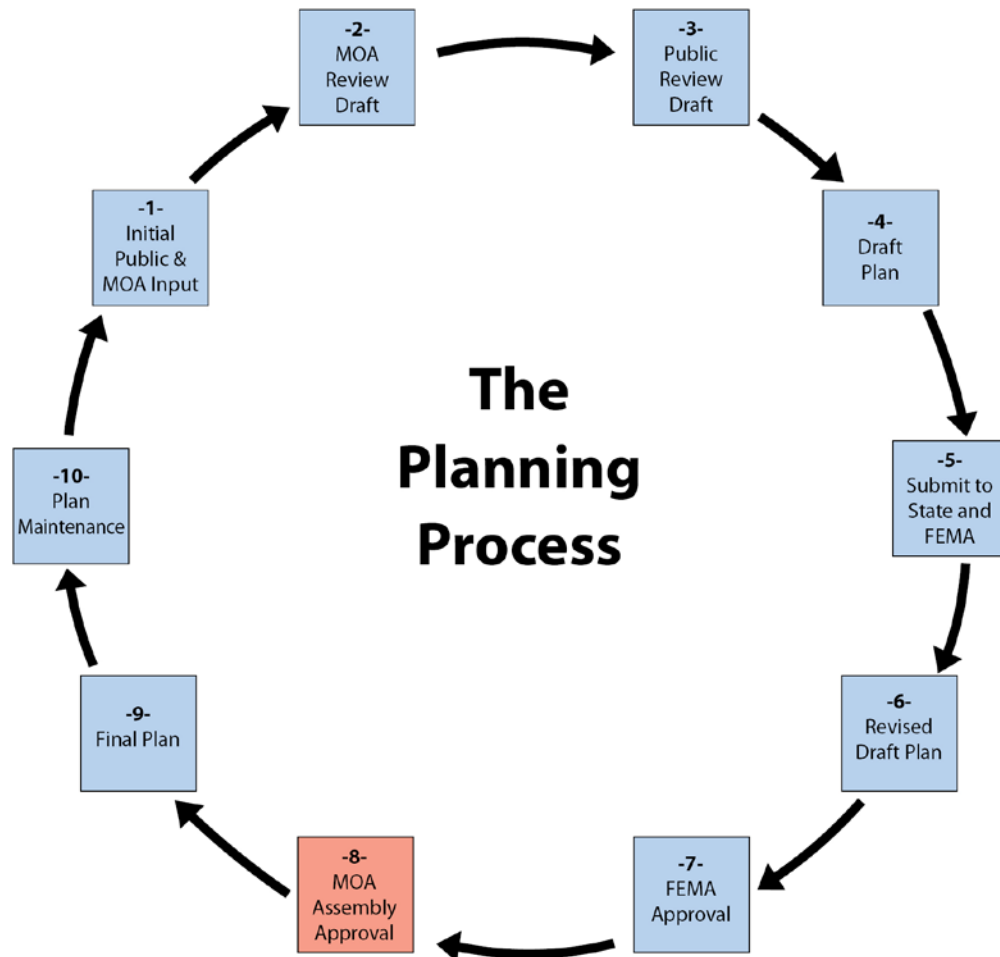 -1-
Initial
Public &
MOA Input
-2-
MOA
Review
Draft
-3-
Public
Review
Draft
-4-
Draft
Plan
-5-
Submit to
State and
FEMA
-6-
Revised
Draft Plan
-7-
FEMA
Approval
-8-
MOA
Assembly
Approval
-9-
Final Plan
-10-
Plan
Maintenance
The
Planning
Process